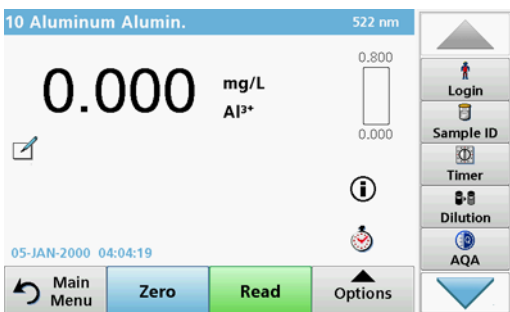 10 Aluminum Alumin.
522 nm
0.000
mg/L
Al³⁺
0.800
0.000
05-JAN-2000 04:04:19
Main
Menu
Zero
Read
Options
Login
Sample ID
Timer
Dilution
AQA